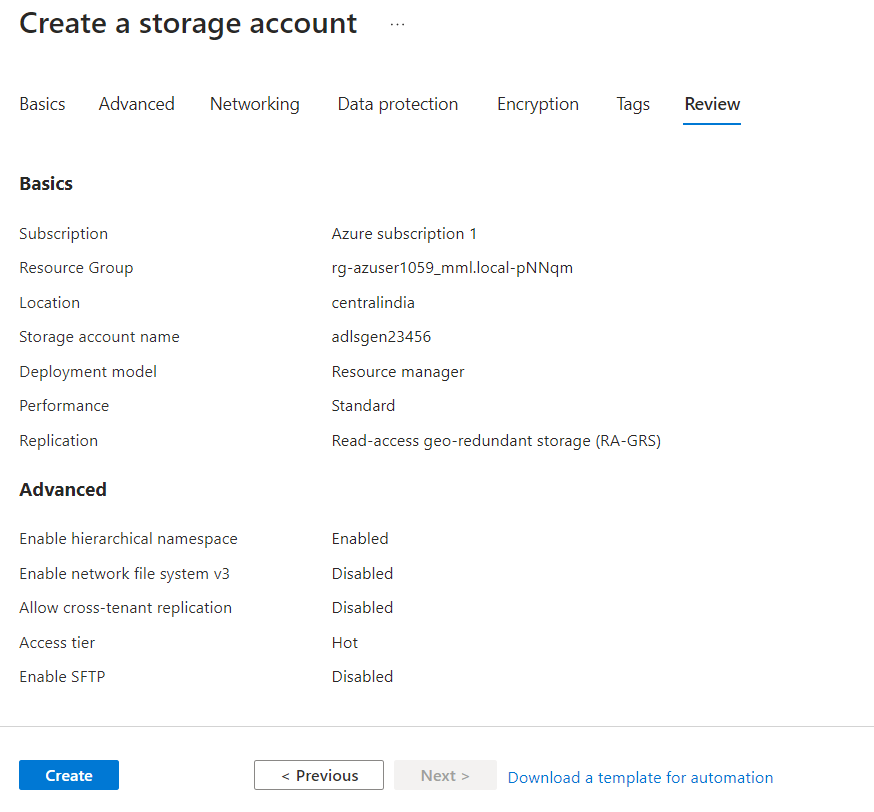 Create a storage account ...
Basics Advanced Networking Data protection Encryption Tags Review
Basics
Subscription Azure subscription 1
Resource Group rg-azuser1059_mml.local-pNNqm
Location centralindia
Storage account name adlsgen23456
Deployment model Resource manager
Performance Standard
Replication Read-access geo-redundant storage (RA-GRS)
Advanced
Enable hierarchical namespace Enabled
Enable network file system v3 Disabled
Allow cross-tenant replication Disabled
Access tier Hot
Enable SFTP Disabled
Create < Previous Next > Download a template for automation